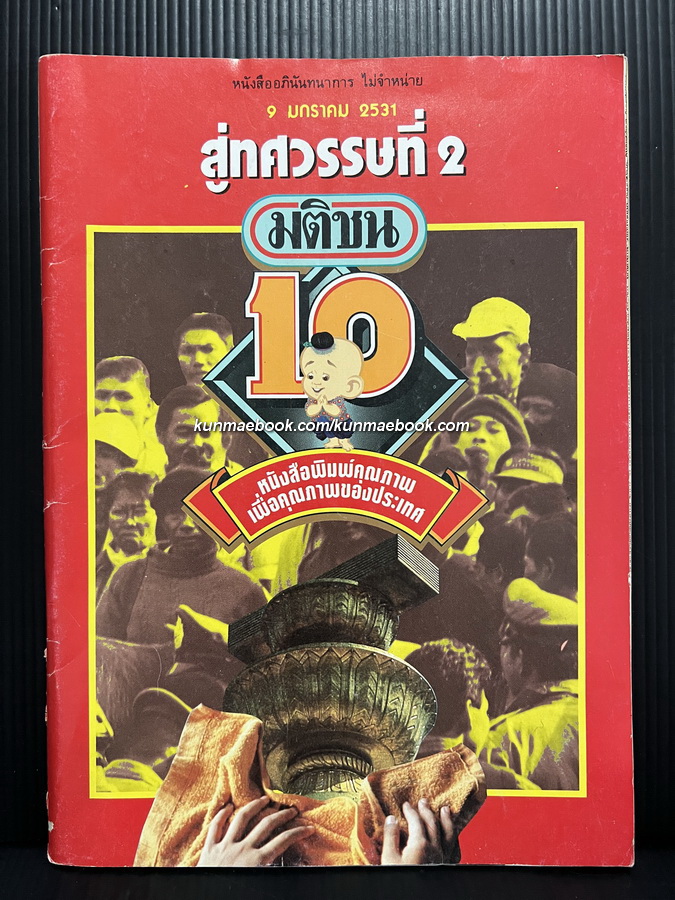 หนังสืออภินันทนาการ ไม่จำหน่าย
9 มกราคม 2531
สู่ทศวรรษที่ 2
มติชน
10
kunmaebook.com/kunmaebook.com
หนังสือพิมพ์คุณภาพ
เพื่อคุณภาพของประเทศ